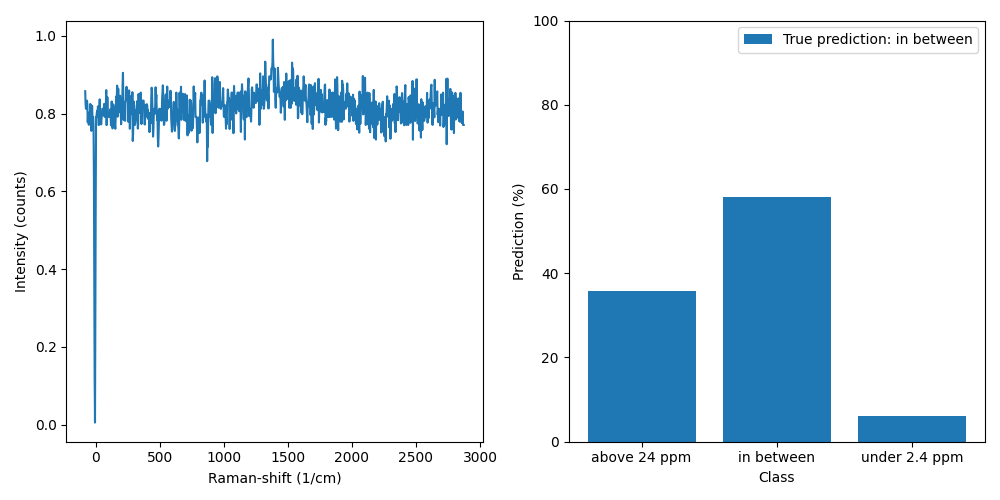 1.0
0.8
0.6
0.4
0.2
0.0
Intensity (counts)
0
500
1000
1500
2000
2500
3000
Raman-shift (1/cm)
100
80
60
40
20
0
Prediction (%)
True prediction: in between
above 24 ppm
in between
under 2.4 ppm
Class